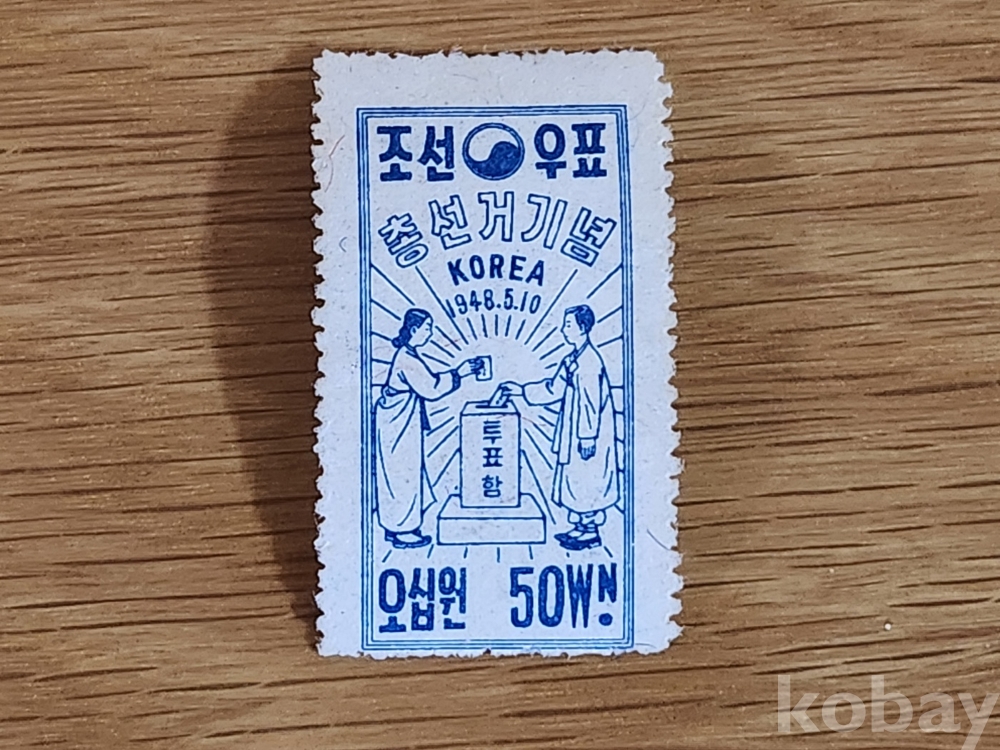 조선 우표
총선거기념
KOREA
1948.5.10
투표함
오십원 50WN.
kobay